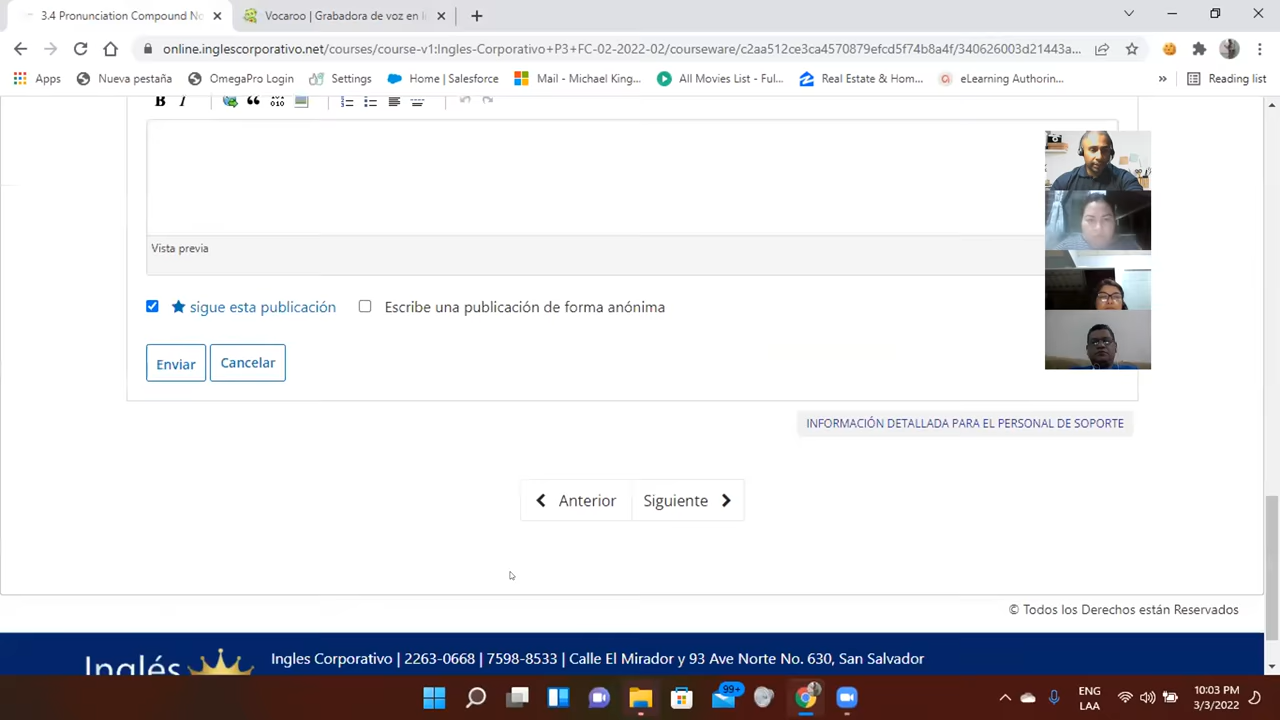 3.4 Pronunciation Compound No
Vocaroo | Grabadora de voz en lí
online.inglescorporativo.net/courses/course-v1:Ingles-Corporativo+P3+FC-02-2022-02/courseware/c2aa512ce3ca4570879efcd5f74b8a4f/340626003d21443a...
Apps Nueva pestaña OmegaPro Login Settings Home | Salesforce Mail - Michael King... All Movies List - Ful... Real Estate & Hom... eLearning Authorin... » Reading list
B I
Vista previa
sigue esta publicación Escribe una publicación de forma anónima
Enviar Cancelar
INFORMACIÓN DETALLADA PARA EL PERSONAL DE SOPORTE
Anterior Siguiente
© Todos los Derechos están Reservados
Inglés
Ingles Corporativo | 2263-0668 | 7598-8533 | Calle El Mirador y 93 Ave Norte No. 630, San Salvador
99+
ENG
LAA
10:03 PM
3/3/2022